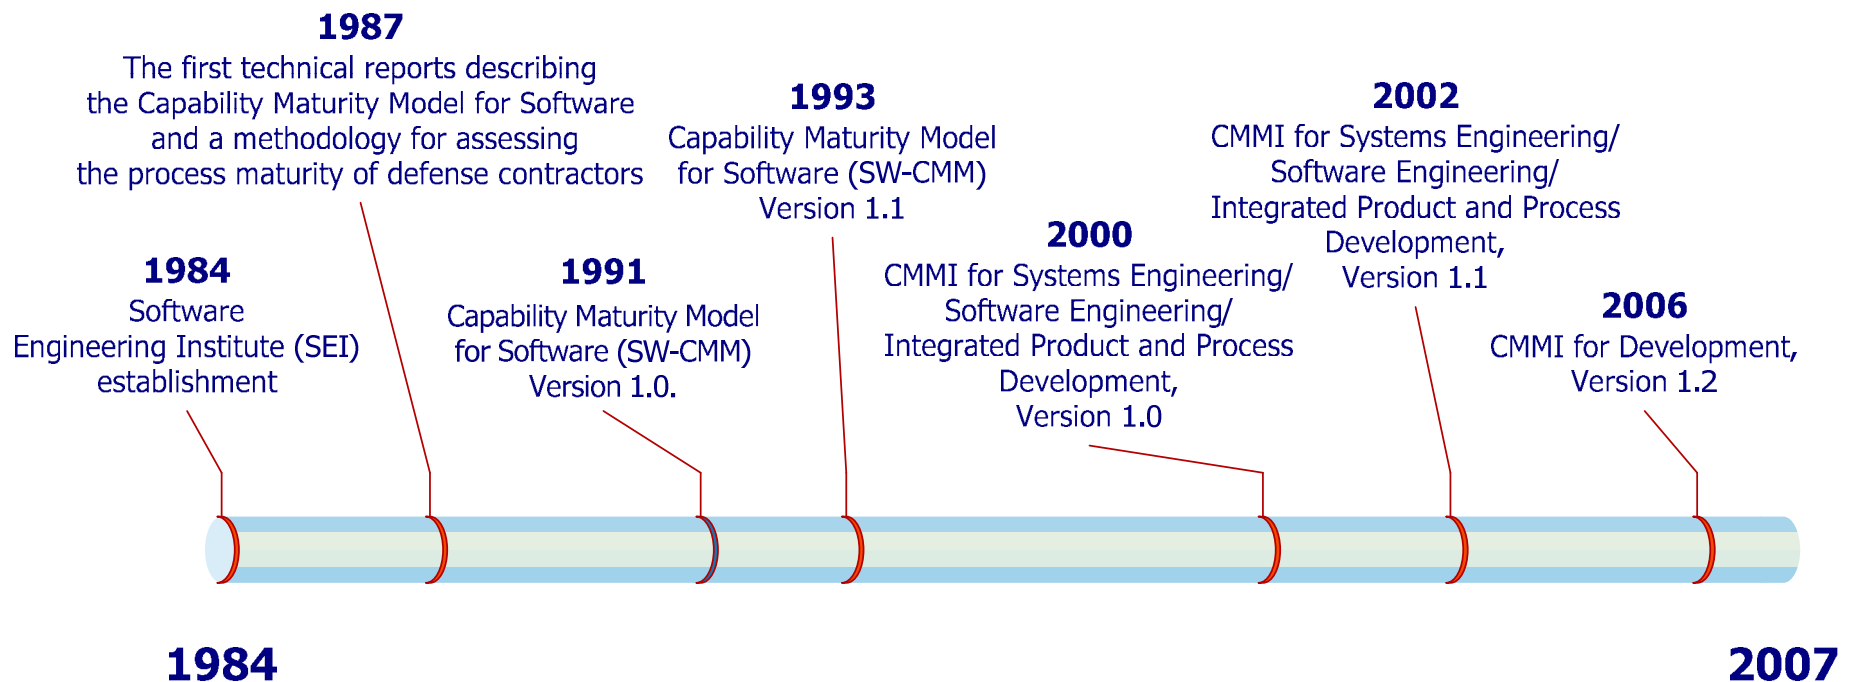 1987
The first technical reports describing
the Capability Maturity Model for Software
and a methodology for assessing
the process maturity of defense contractors
1993
Capability Maturity Model
for Software (SW-CMM)
Version 1.1
2002
CMMI for Systems Engineering/
Software Engineering/
Integrated Product and Process
Development,
Version 1.1
1984
Software
Engineering Institute (SEI)
establishment
1991
Capability Maturity Model
for Software (SW-CMM)
Version 1.0.
2000
CMMI for Systems Engineering/
Software Engineering/
Integrated Product and Process
Development,
Version 1.0
2006
CMMI for Development,
Version 1.2
1984
2007